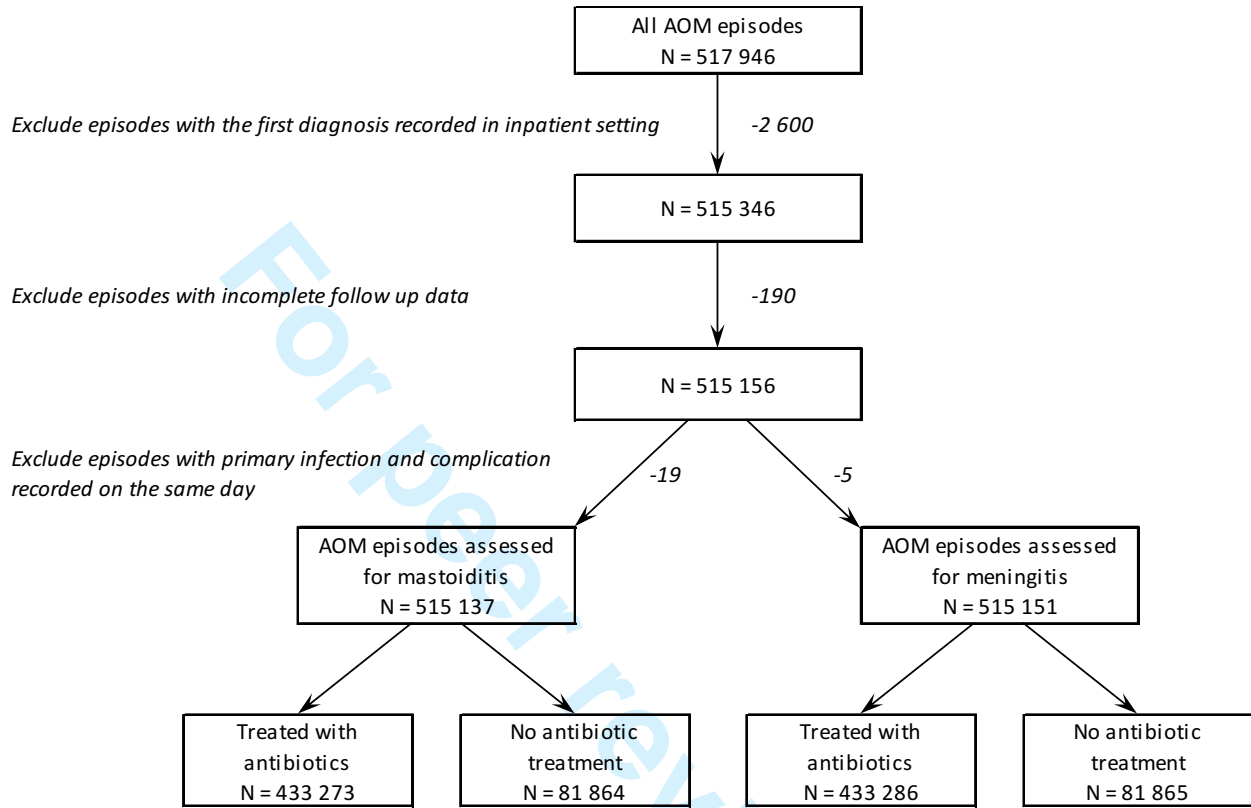 All AOM episodes
N = 517 946
Exclude episodes with the first diagnosis recorded in inpatient setting
-2 600
N = 515 346
Exclude episodes with incomplete follow up data
-190
N = 515 156
Exclude episodes with primary infection and complication
recorded on the same day
-19
-5
AOM episodes assessed
for mastoiditis
N = 515 137
AOM episodes assessed
for meningitis
N = 515 151
Treated with
antibiotics
N = 433 273
No antibiotic
treatment
N = 81 864
Treated with
antibiotics
N = 433 286
No antibiotic
treatment
N = 81 865
For peer rev